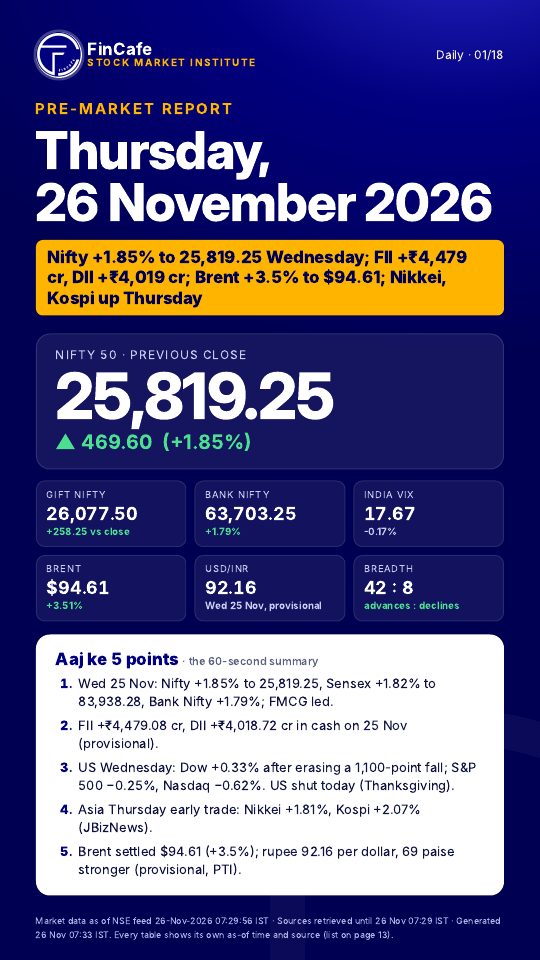 FinCafe
STOCK MARKET INSTITUTE
Daily · 01/18
PRE-MARKET REPORT
Thursday,
26 November 2026
Nifty +1.85% to 25,819.25 Wednesday; FII +₹4,479
cr, DII +₹4,019 cr; Brent +3.5% to $94.61; Nikkei,
Kospi up Thursday
NIFTY 50 · PREVIOUS CLOSE
25,819.25
▲ 469.60 (+1.85%)
GIFT NIFTY
26,077.50
+258.25 vs close
BANK NIFTY
63,703.25
+1.79%
INDIA VIX
17.67
-0.17%
BRENT
$94.61
+3.51%
USD/INR
92.16
Wed 25 Nov, provisional
BREADTH
42 : 8
advances : declines
Aaj ke 5 points · the 60-second summary
1. Wed 25 Nov: Nifty +1.85% to 25,819.25, Sensex +1.82% to
83,938.28, Bank Nifty +1.79%; FMCG led.
2. FII +₹4,479.08 cr, DII +₹4,018.72 cr in cash on 25 Nov
(provisional).
3. US Wednesday: Dow +0.33% after erasing a 1,100-point fall; S&P
500 −0.25%, Nasdaq −0.62%. US shut today (Thanksgiving).
4. Asia Thursday early trade: Nikkei +1.81%, Kospi +2.07%
(JBizNews).
5. Brent settled $94.61 (+3.5%); rupee 92.16 per dollar, 69 paise
stronger (provisional, PTI).
Market data as of NSE feed 26-Nov-2026 07:29:56 IST · Sources retrieved until 26 Nov 07:29 IST · Generated
26 Nov 07:33 IST. Every table shows its own as-of time and source (list on page 13).